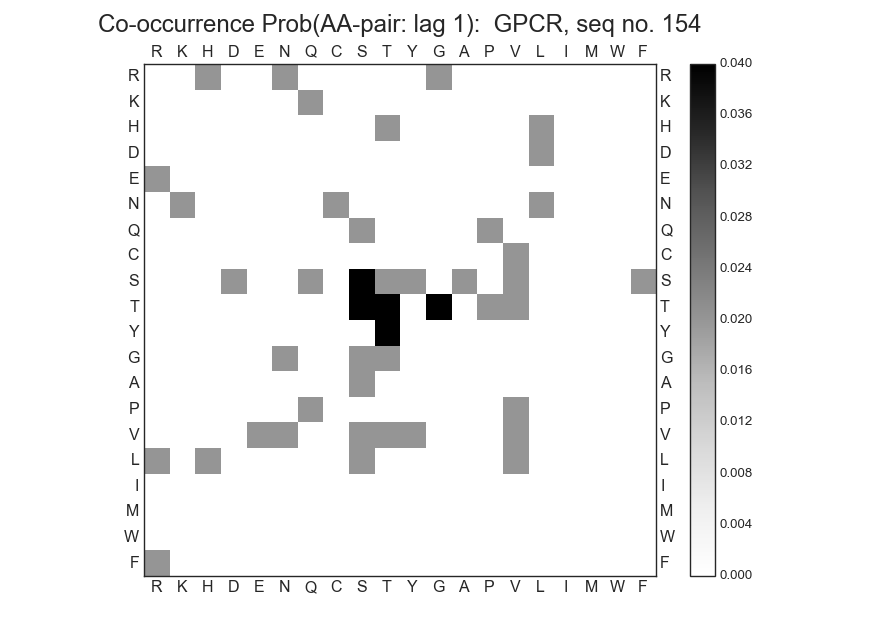 Co-occurrence Prob(AA-pair: lag 1):  GPCR, seq no. 154
R K H D E N Q C S T Y G A P V L I M W F
R R 0.040
K K 0.036
H H
D D 0.032
E E
N N 0.028
Q Q
C C 0.024
S S
T T 0.020
Y Y
G G 0.016
A A
P P 0.012
V V
L L 0.008
I I
M M 0.004
W W
F F 0.000
R K H D E N Q C S T Y G A P V L I M W F